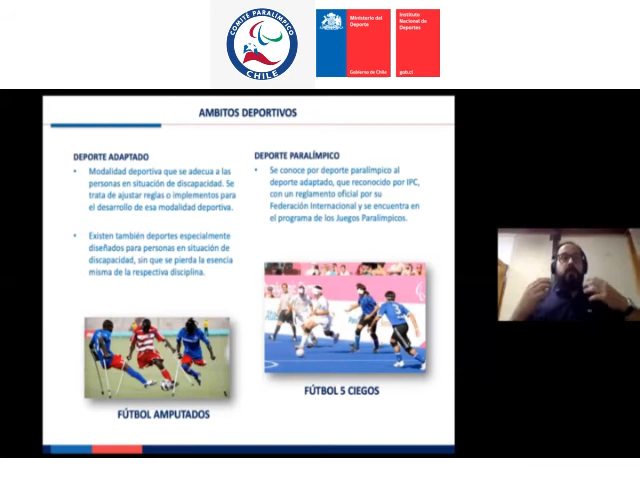 COMITÉ PARALÍMPICO
CHILE
Ministerio del
Deporte
Gobierno de Chile
Instituto
Nacional de
Deportes
gob.cl
AMBITOS DEPORTIVOS
DEPORTE ADAPTADO
• Modalidad deportiva que se adecua a las
personas en situación de discapacidad. Se
trata de ajustar reglas o implementos para
el desarrollo de esa modalidad deportiva.
• Existen también deportes especialmente
diseñados para personas en situación de
discapacidad, sin que se pierda la esencia
misma de la respectiva disciplina.
FÚTBOL AMPUTADOS
DEPORTE PARALÍMPICO
• Se conoce por deporte paralímpico al
deporte adaptado, que reconocido por IPC,
con un reglamento oficial por su
Federación Internacional y se encuentra en
el programa de los Juegos Paralímpicos.
FÚTBOL 5 CIEGOS